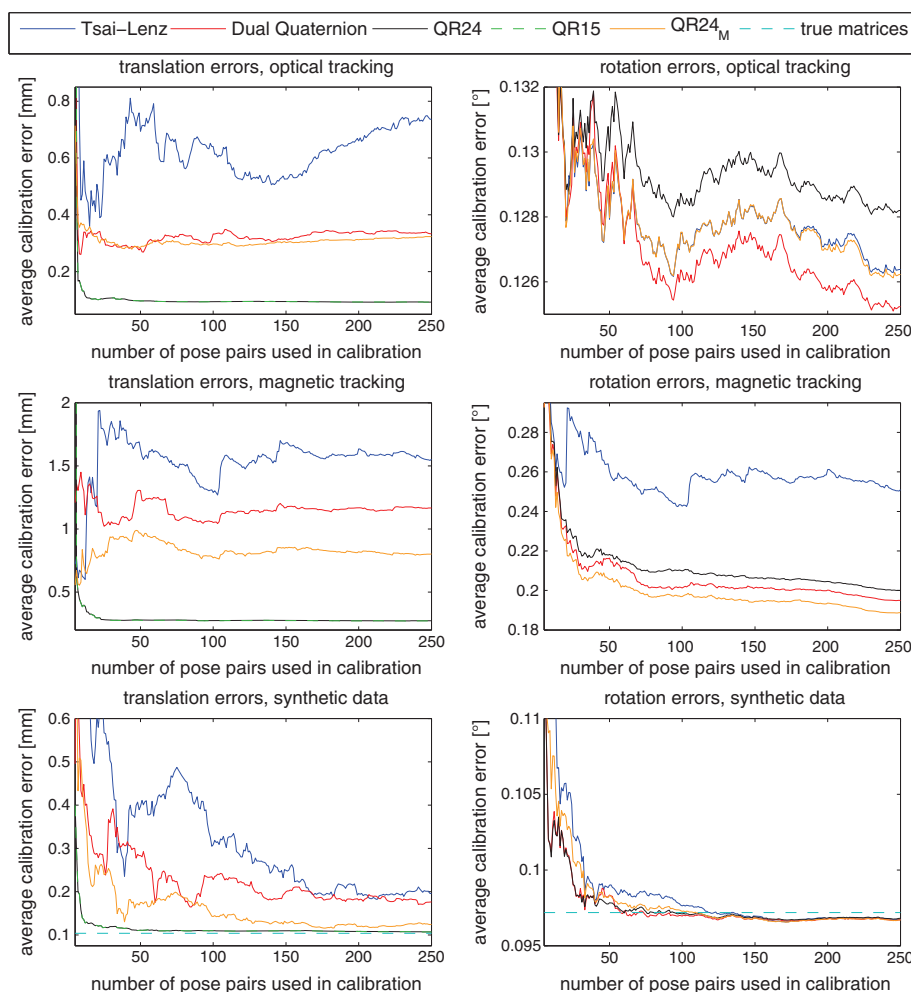 Tsai−Lenz Dual Quaternion QR24 QR15 QR24M true matrices
translation errors, optical tracking
average calibration error [mm]
0.8
0.6
0.4
0.2
50 100 150 200 250
number of pose pairs used in calibration
rotation errors, optical tracking
average calibration error [°]
0.132
0.13
0.128
0.126
50 100 150 200 250
number of pose pairs used in calibration
translation errors, magnetic tracking
average calibration error [mm]
2
1.5
1
0.5
50 100 150 200 250
number of pose pairs used in calibration
rotation errors, magnetic tracking
average calibration error [°]
0.28
0.26
0.24
0.22
0.2
0.18
50 100 150 200 250
number of pose pairs used in calibration
translation errors, synthetic data
average calibration error [mm]
0.6
0.5
0.4
0.3
0.2
0.1
50 100 150 200 250
number of pose pairs used in calibration
rotation errors, synthetic data
average calibration error [°]
0.11
0.105
0.1
0.095
50 100 150 200 250
number of pose pairs used in calibration